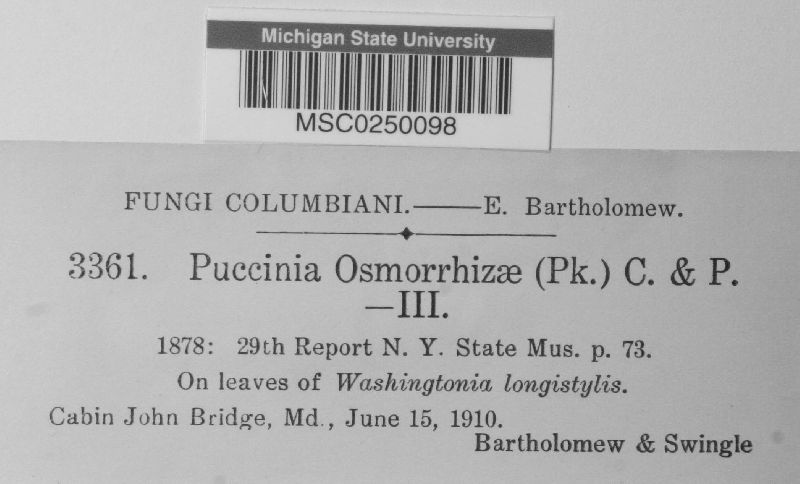 Michigan State University
MSC0250098
FUNGI COLUMBIANI.——E. Bartholomew.
3361. Puccinia Osmorrhizæ (Pk.) C. & P.
—III.
1878: 29th Report N. Y. State Mus. p. 73.
On leaves of Washingtonia longistylis.
Cabin John Bridge, Md., June 15, 1910.
Bartholomew & Swingle